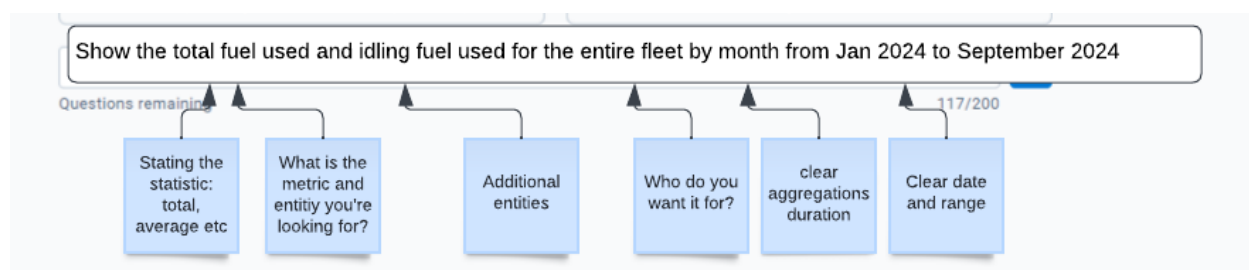 Show the total fuel used and idling fuel used for the entire fleet by month from Jan 2024 to September 2024
Questions remaining
117/200
Stating the
statistic:
total,
average etc
What is the
metric and
entitiy you're
looking for?
Additional
entities
Who do you
want it for?
clear
aggregations
duration
Clear date
and range